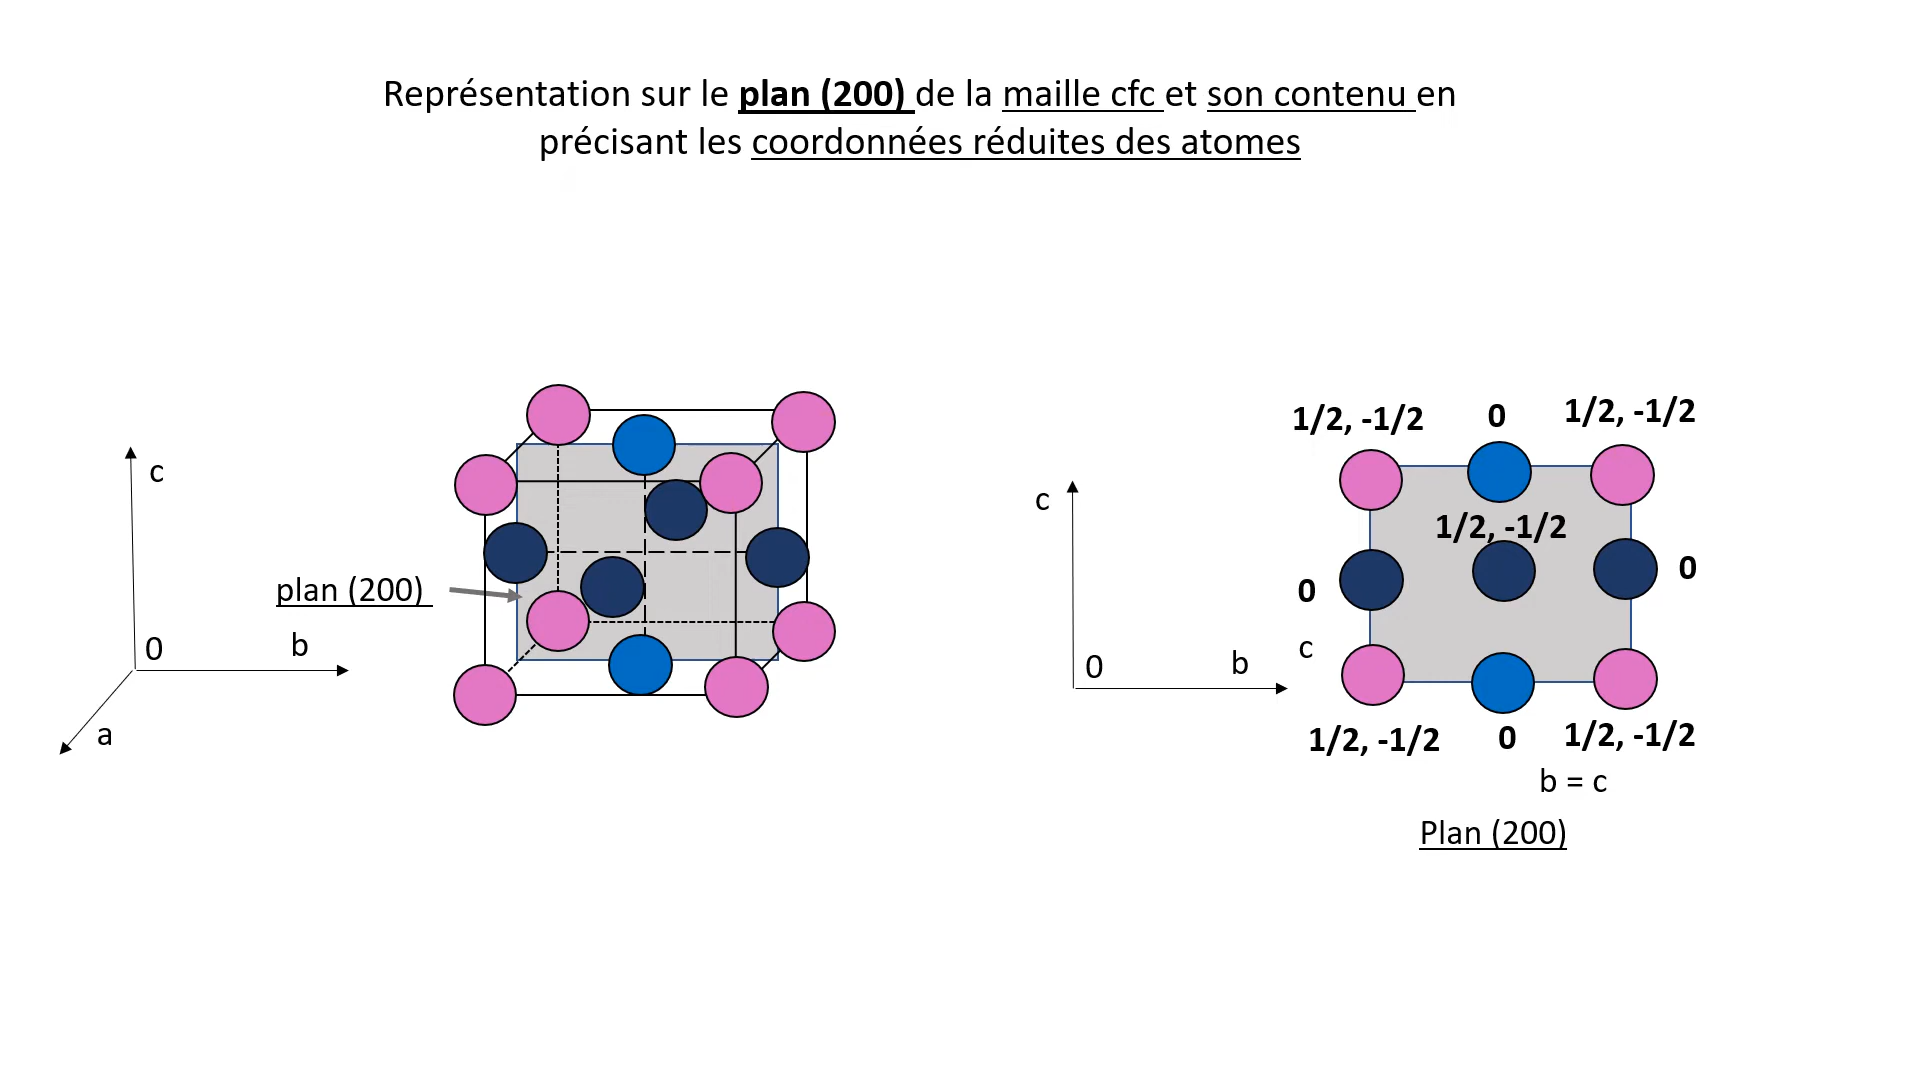 Représentation sur le plan (200) de la maille cfc et son contenu en
précisant les coordonnées réduites des atomes
c
0
b
a
plan (200)
c
0
b
c
1/2, -1/2
0
1/2, -1/2
1/2, -1/2
0
0
1/2, -1/2
0
1/2, -1/2
b = c
Plan (200)